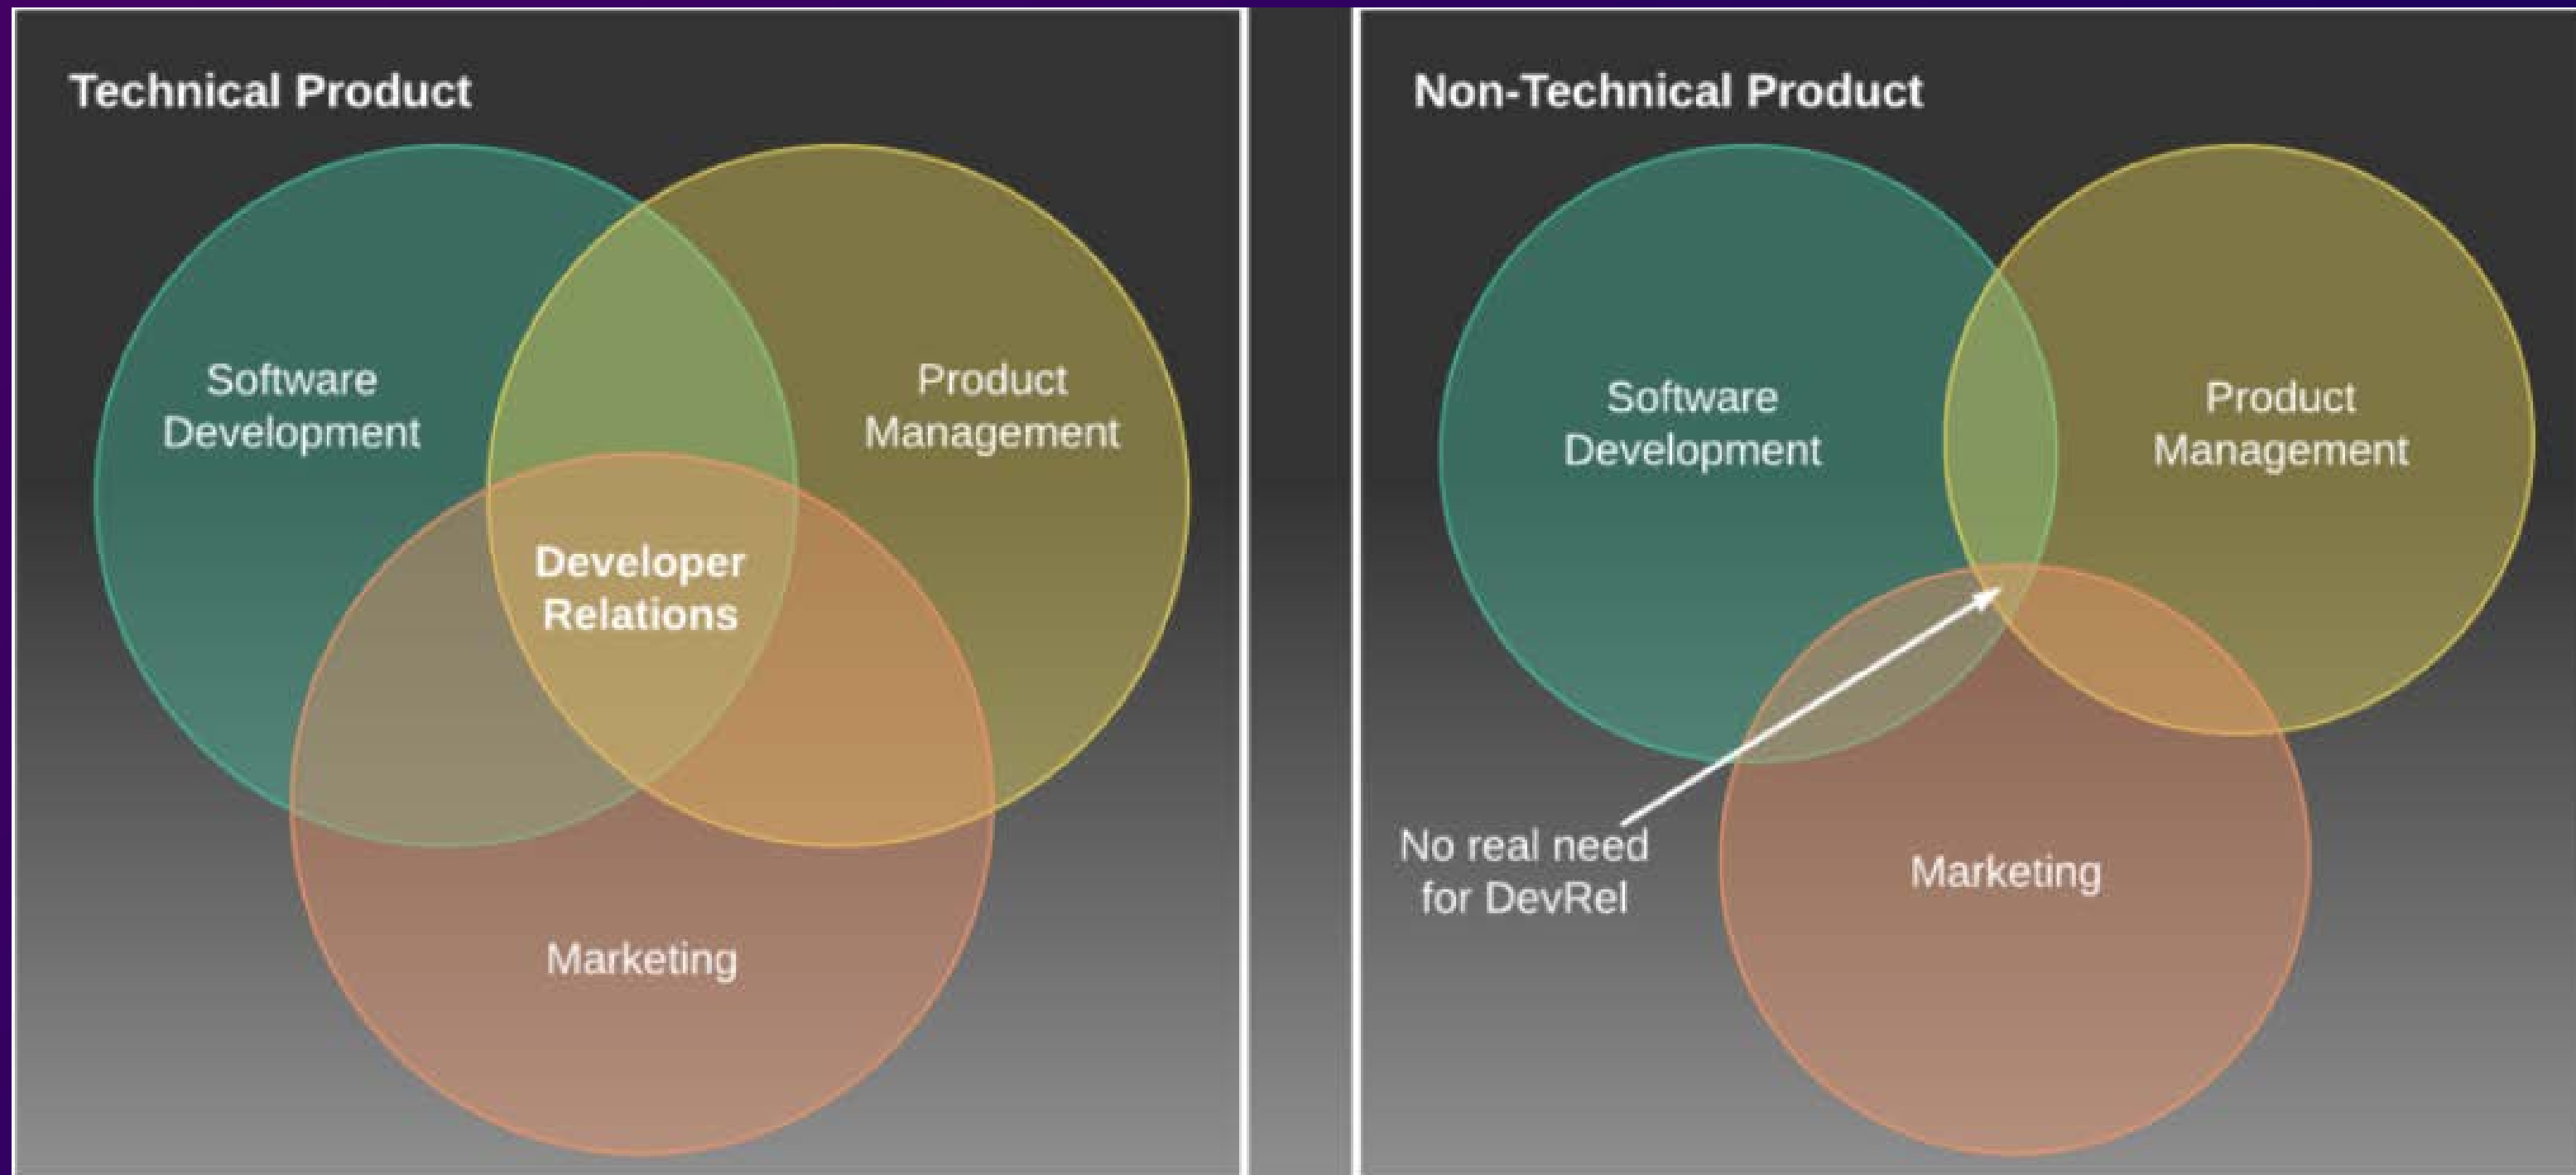 Technical Product
Software
Development
Product
Management
Developer
Relations
Marketing
Non-Technical Product
Software
Development
Product
Management
No real need
for DevRel
Marketing